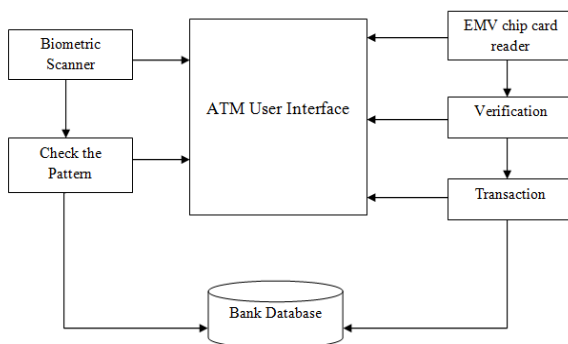 Biometric
Scanner
Check the
Pattern
ATM User Interface
EMV chip card
reader
Verification
Transaction
Bank Database